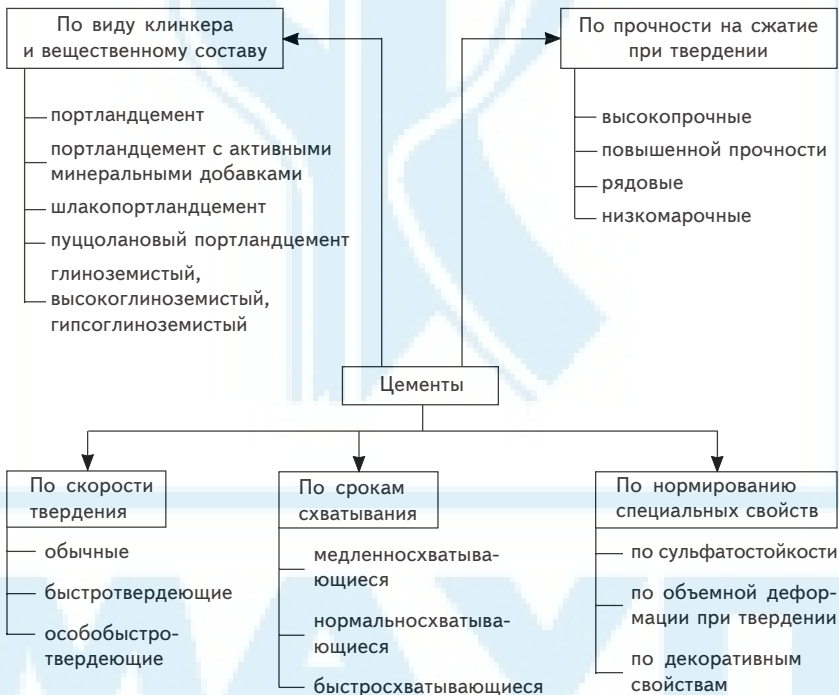 По виду клинкера
и вещественному составу
портландцемент
портландцемент с активными
минеральными добавками
шлакопортландцемент
пуццолановый портландцемент
глиноземистый,
высокоглиноземистый,
гипсоглиноземистый
По прочности на сжатие
при твердении
высокопрочные
повышенной прочности
рядовые
низкомарочные
Цементы
По скорости
твердения
обычные
быстротвердеющие
особобыстро-
твердеющие
По срокам
схватывания
медленносхватыва-
ющиеся
нормальносхватыва-
ющиеся
быстросхватывающиеся
По нормированию
специальных свойств
по сульфатостойкости
по объемной дефор-
мации при твердении
по декоративным
свойствам